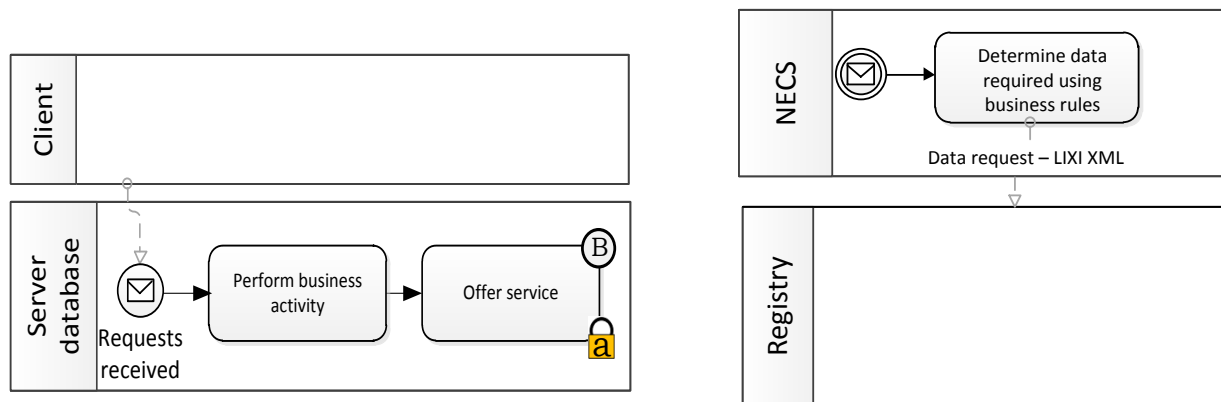 Client
Server
database
Requests
received
Perform business
activity
Offer service
B
a
NECS
Determine data
required using
business rules
Data request – LIXI XML
Registry